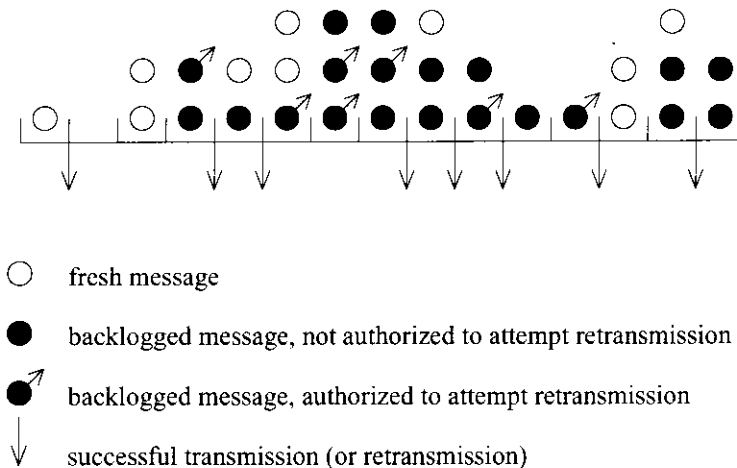 fresh message
backlogged message, not authorized to attempt retransmission
backlogged message, authorized to attempt retransmission
successful transmission (or retransmission)